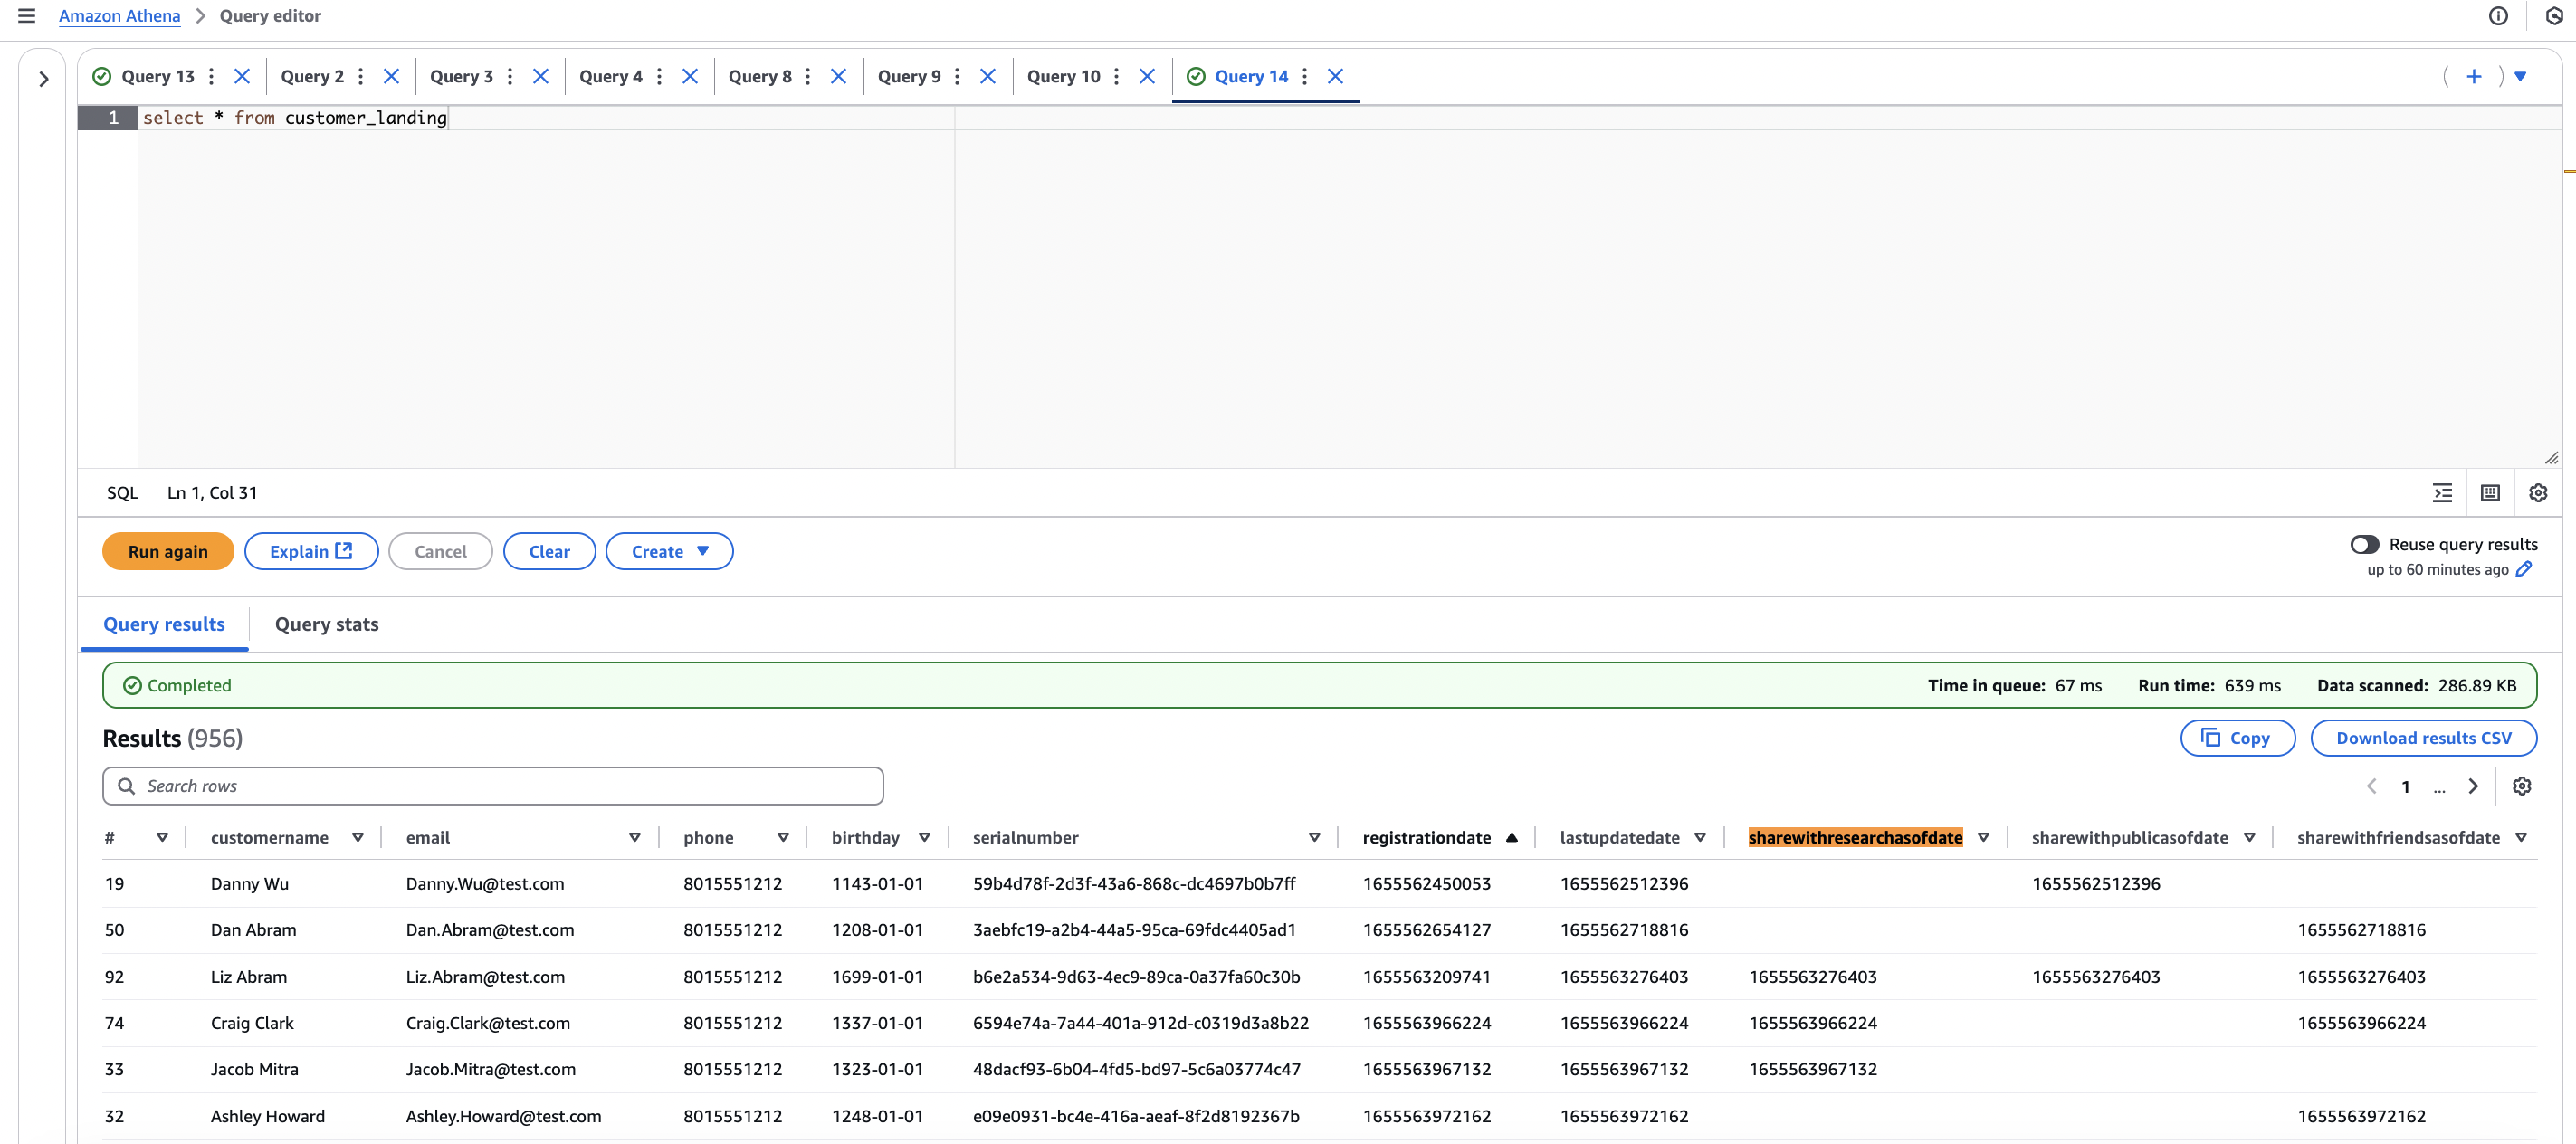 Amazon Athena > Query editor
Query 13 Query 2 Query 3 Query 4 Query 8 Query 9 Query 10 Query 14
1 select * from customer_landing
SQL Ln 1, Col 31
Run again Explain Cancel Clear Create Reuse query results
up to 60 minutes ago
Query results Query stats
Completed Time in queue: 67 ms Run time: 639 ms Data scanned: 286.89 KB
Results (956) Copy Download results CSV
Search rows 1 ...
# customername email phone birthday serialnumber registrationdate lastupdatedate sharewithresearchasofdate sharewithpublicasofdate sharewithfriendsasofdate
19 Danny Wu Danny.Wu@test.com 8015551212 1143-01-01 59b4d78f-2d3f-43a6-868c-dc4697b0b7ff 1655562450053 1655562512396 1655562512396
50 Dan Abram Dan.Abram@test.com 8015551212 1208-01-01 3aebfc19-a2b4-44a5-95ca-69fdc4405ad1 1655562654127 1655562718816 1655562718816
92 Liz Abram Liz.Abram@test.com 8015551212 1699-01-01 b6e2a534-9d63-4ec9-89ca-0a37fa60c30b 1655563209741 1655563276403 1655563276403 1655563276403 1655563276403
74 Craig Clark Craig.Clark@test.com 8015551212 1337-01-01 6594e74a-7a44-401a-912d-c0319d3a8b22 1655563966224 1655563966224 1655563966224 1655563966224
33 Jacob Mitra Jacob.Mitra@test.com 8015551212 1323-01-01 48dacf93-6b04-4fd5-bd97-5c6a03774c47 1655563967132 1655563967132 1655563967132
32 Ashley Howard Ashley.Howard@test.com 8015551212 1248-01-01 e09e0931-bc4e-416a-aeaf-8f2d8192367b 1655563972162 1655563972162 1655563972162